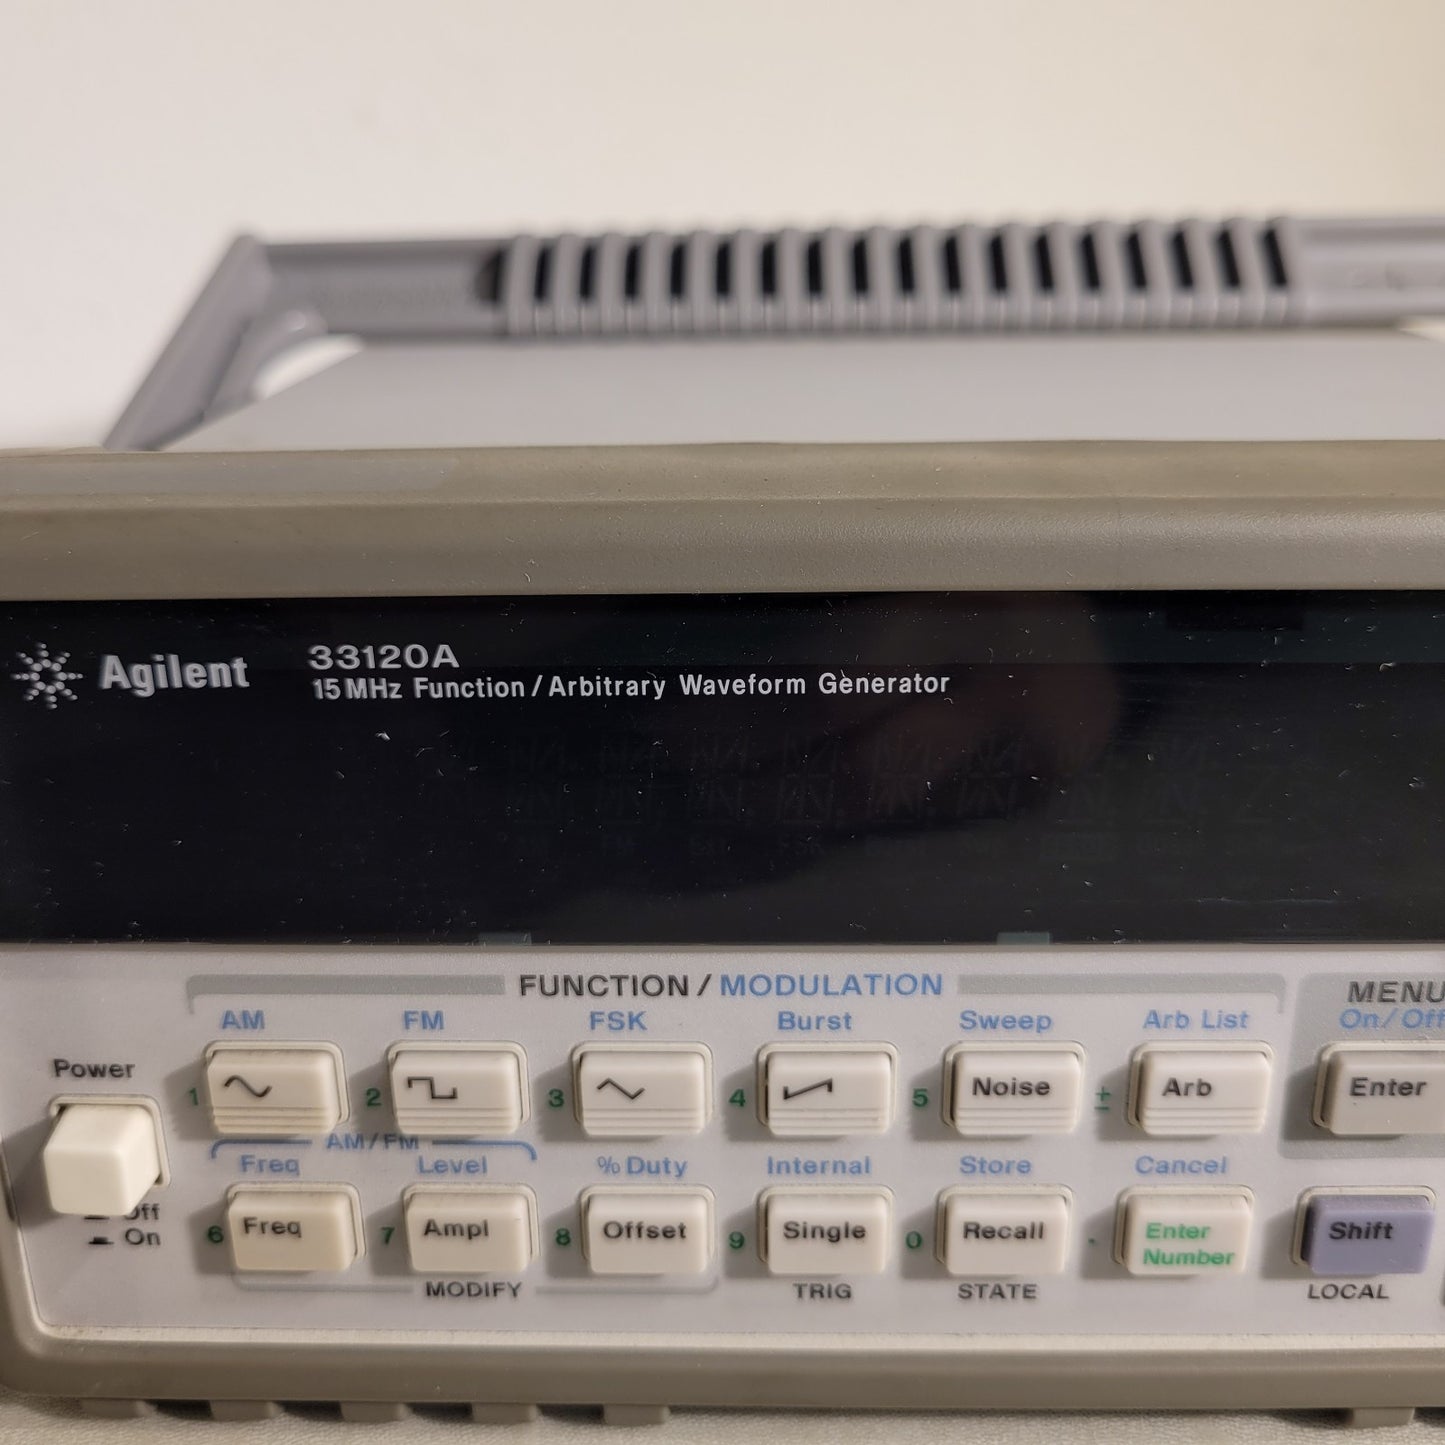 Agilent
33120A
15 MHz Function / Arbitrary Waveform Generator
FUNCTION / MODULATION
MENU
AM FM FSK Burst Sweep Arb List On/Off
Power
1 2 3 4 5 Noise ± Arb Enter
AM/FM
Freq Level % Duty Internal Store Cancel
Off
On
6 Freq 7 Ampl 8 Offset 9 Single 0 Recall . Enter Number Shift
MODIFY TRIG STATE LOCAL